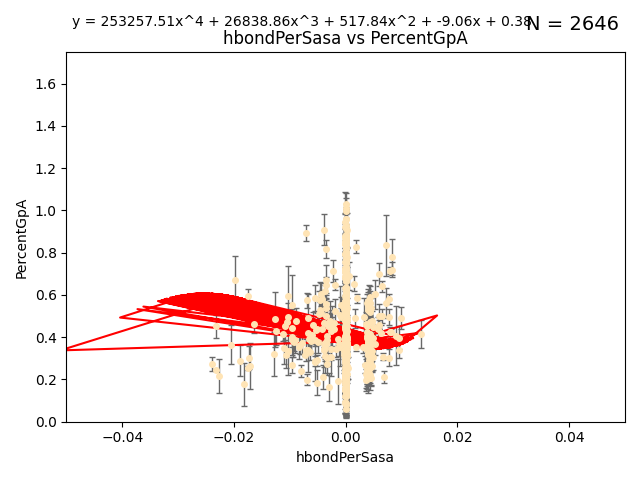 y = 253257.51x^4 + 26838.86x^3 + 517.84x^2 + -9.06x + 0.38
N = 2646
hbondPerSasa vs PercentGpA
1.6
1.4
1.2
1.0
0.8
0.6
0.4
0.2
0.0
PercentGpA
−0.04 −0.02 0.00 0.02 0.04
hbondPerSasa